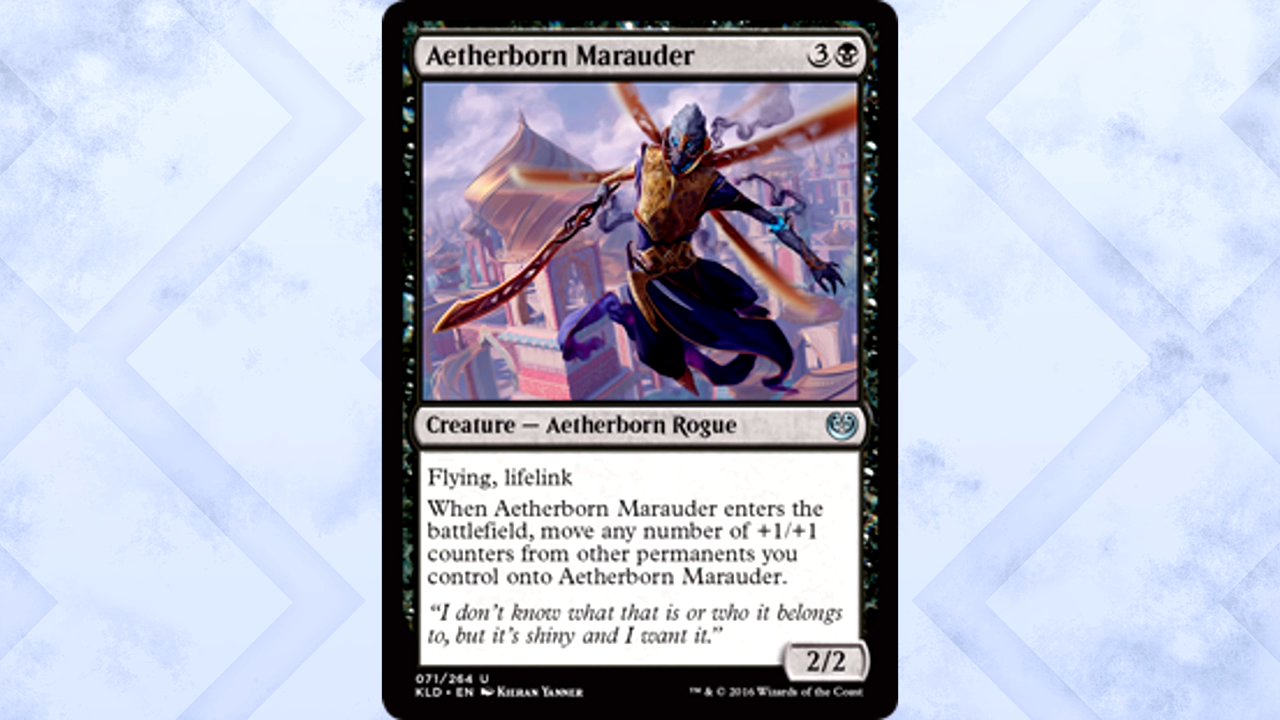 Aetherborn Marauder 3
Creature — Aetherborn Rogue
Flying, lifelink
When Aetherborn Marauder enters the
battlefield, move any number of +1/+1
counters from other permanents you
control onto Aetherborn Marauder.
“I don’t know what that is or who it belongs
to, but it’s shiny and I want it.”
2/2
071/264 U
KLD • EN Kieran Yanner
™ & © 2016 Wizards of the Coast